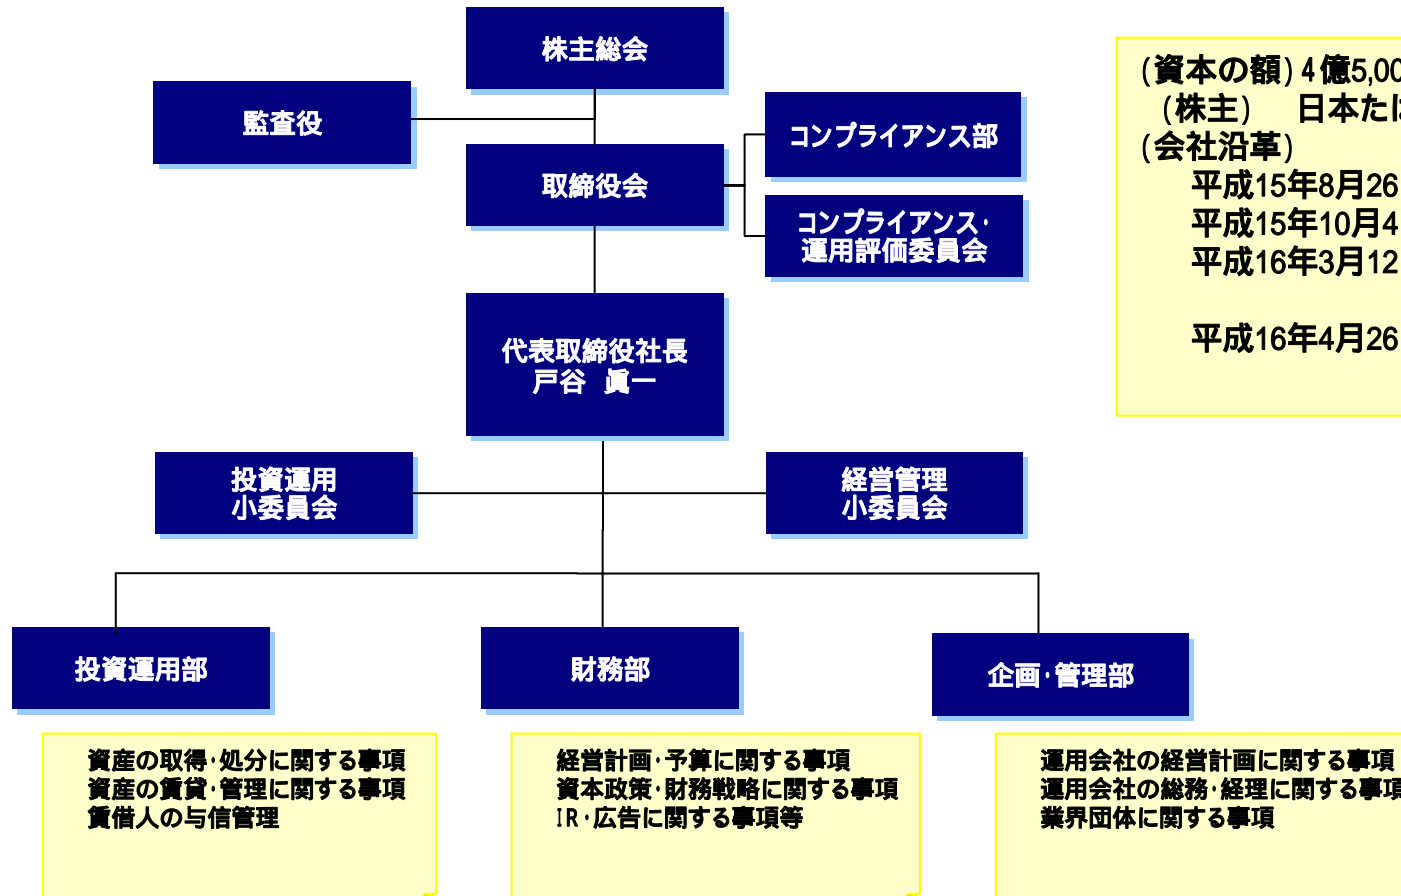 株主総会
監査役
コンプライアンス部
取締役会
コンプライアンス・
運用評価委員会
代表取締役社長
戸谷 眞一
投資運用
小委員会
経営管理
小委員会
投資運用部
財務部
企画・管理部
資産の取得・処分に関する事項
資産の賃貸・管理に関する事項
賃借人の与信管理
経営計画・予算に関する事項
資本政策・財務戦略に関する事項
IR・広告に関する事項等
運用会社の経営計画に関する事項
運用会社の総務・経理に関する事項
業界団体に関する事項
(資本の額)4億5,00
(株主) 日本た
(会社沿革)
平成15年8月26
平成15年10月4
平成16年3月12
平成16年4月26